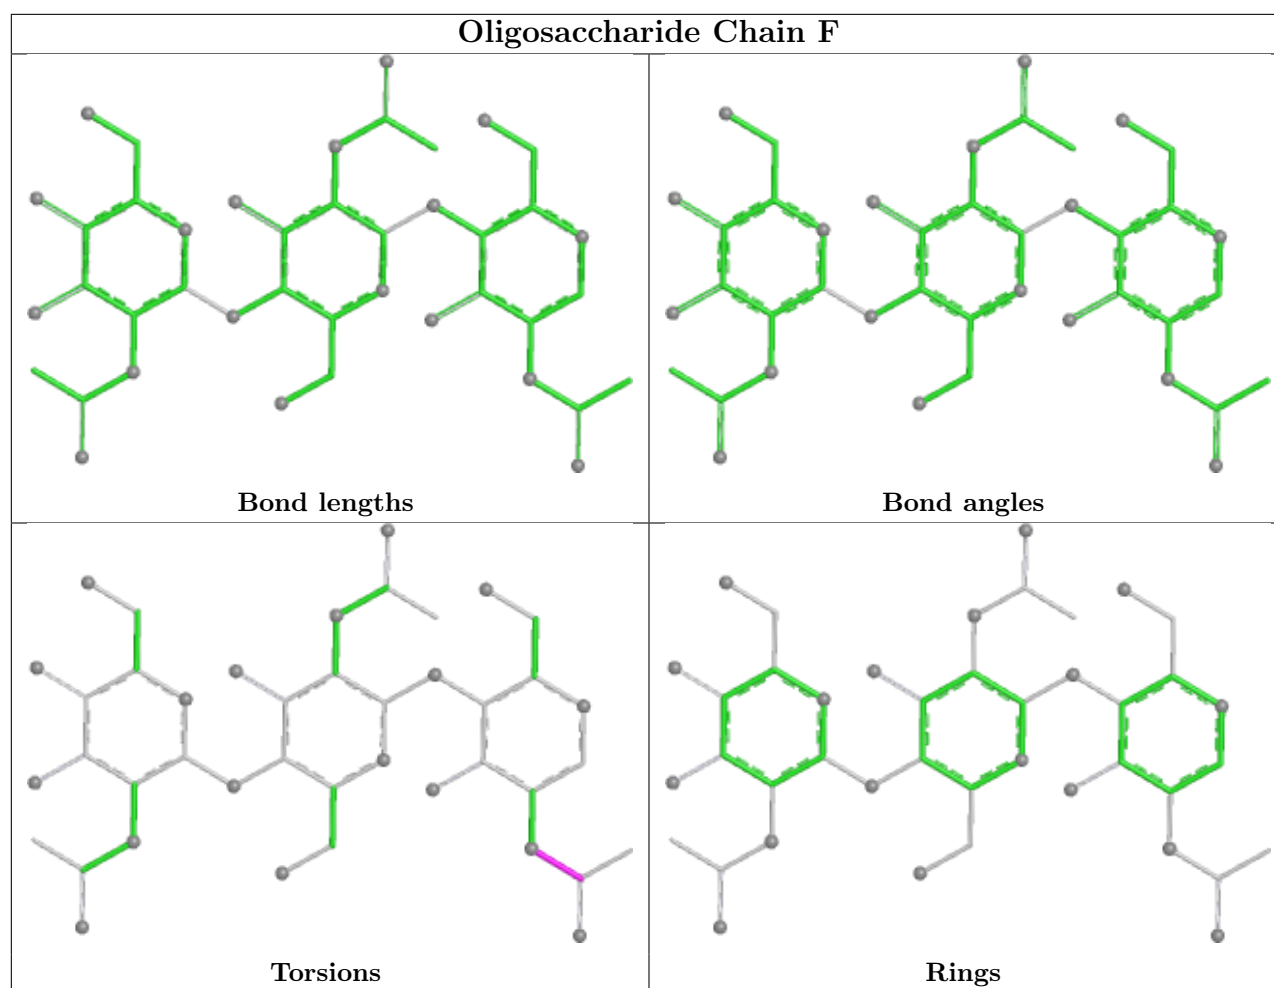 Oligosaccharide Chain F
Bond lengths
Bond angles
Torsions
Rings